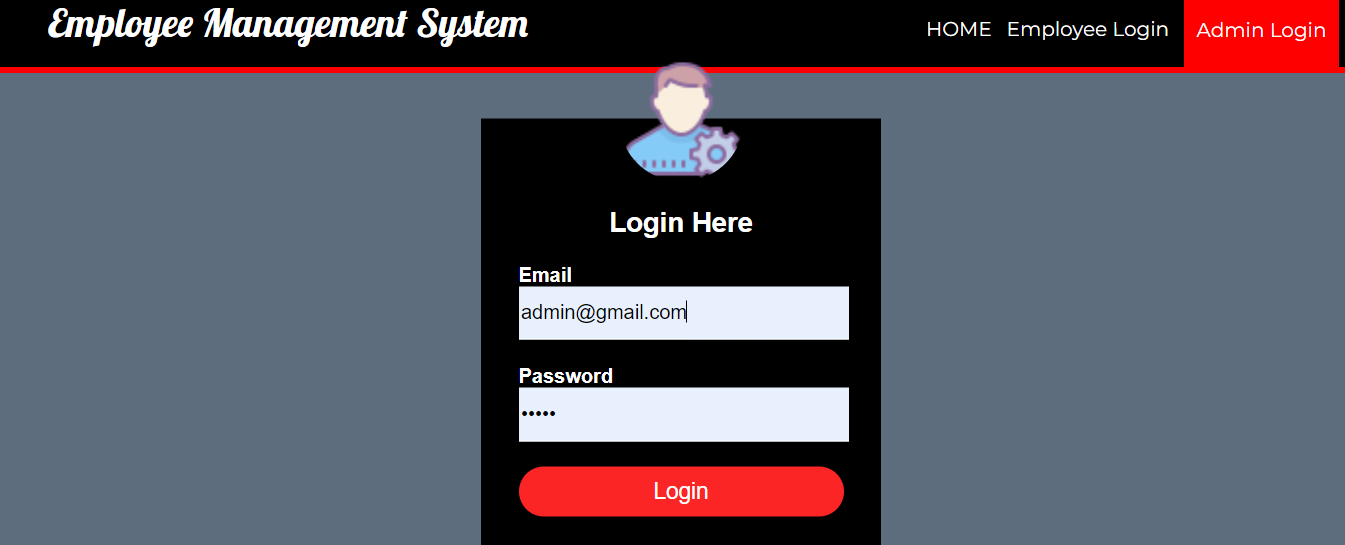 Employee Management System
HOME Employee Login Admin Login
Login Here
Email
admin@gmail.com
Password
•••••
Login